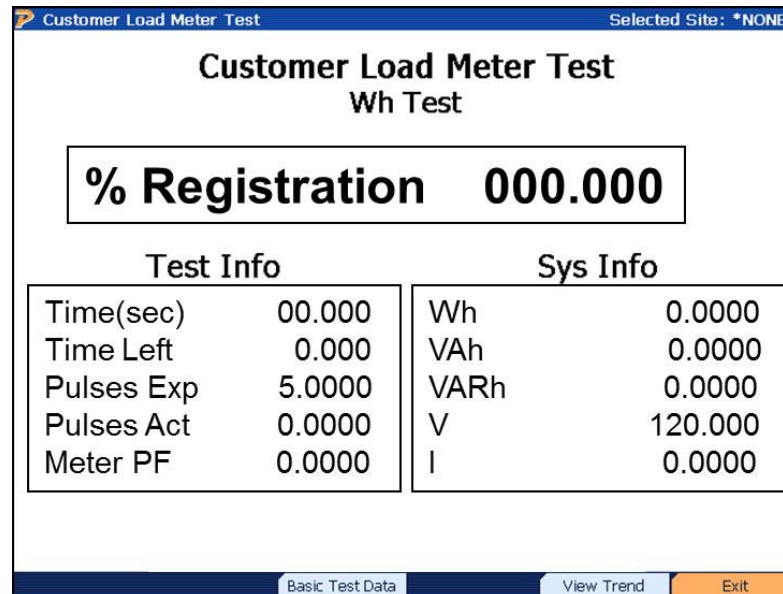 Customer Load Meter Test Selected Site: *NONE
Customer Load Meter Test
Wh Test
% Registration 000.000
Test Info
Time(sec) 00.000
Time Left 0.000
Pulses Exp 5.0000
Pulses Act 0.0000
Meter PF 0.0000
Sys Info
Wh 0.0000
VAh 0.0000
VARh 0.0000
V 120.000
I 0.0000
Basic Test Data View Trend Exit